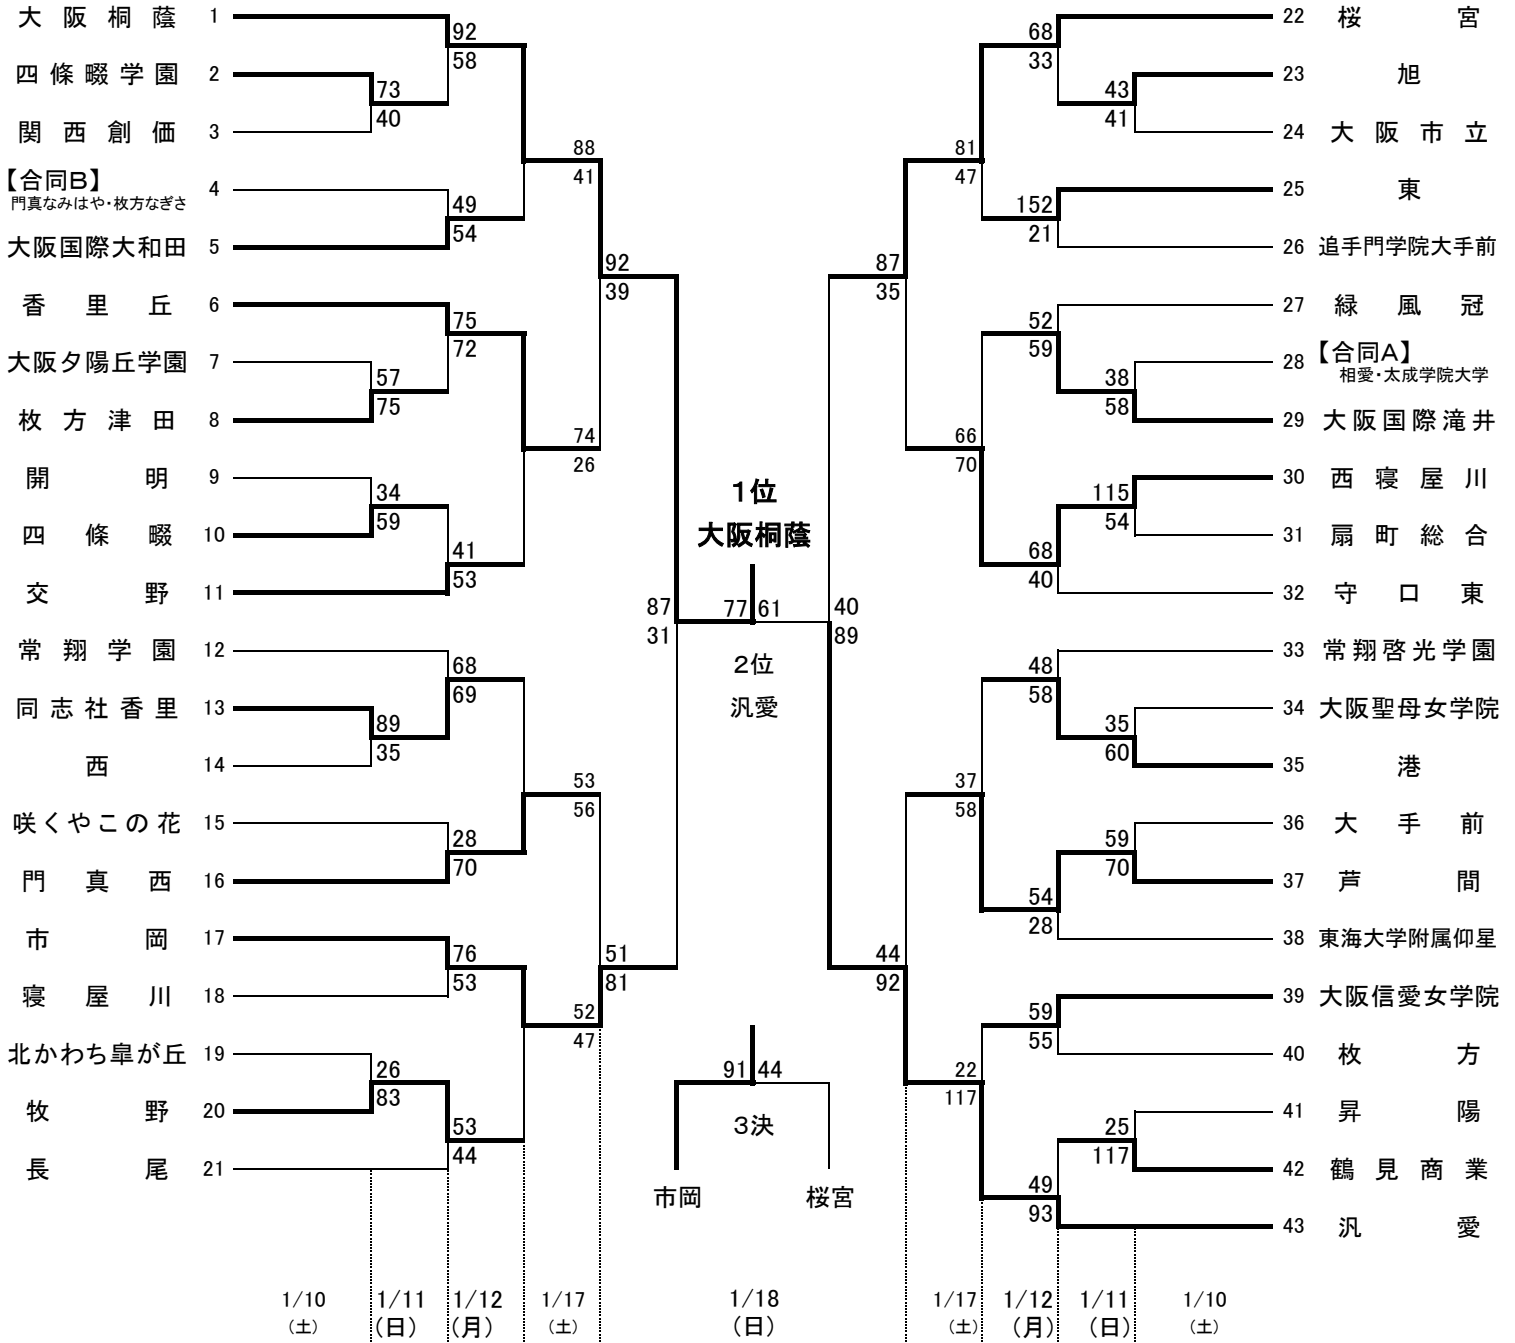 大阪桐蔭 1
四條畷学園 2
関西創価 3
【合同B】 4
門真なみはや・枚方なぎさ
大阪国際大和田 5
香里丘 6
大阪夕陽丘学園 7
枚方津田 8
開明 9
四條畷 10
交野 11
常翔学園 12
同志社香里 13
西 14
咲くやこの花 15
門真西 16
市岡 17
寝屋川 18
北かわち皐が丘 19
牧野 20
長尾 21
73
40
57
75
34
59
89
35
26
83
92
58
49
54
75
72
41
53
68
69
28
70
76
53
53
44
88
41
74
26
53
56
52
47
92
39
51
81
87
31
1位
大阪桐蔭
77 61
2位
汎愛
91 44
3決
市岡 桜宮
40
89
87
35
44
92
81
47
66
70
37
58
22
117
68
33
152
21
52
59
68
40
48
58
54
28
59
55
49
93
43
41
38
58
115
54
35
60
59
70
25
117
22 桜宮
23 旭
24 大阪市立
25 東
26 追手門学院大手前
27 緑風冠
28 【合同A】
相愛・太成学院大学
29 大阪国際滝井
30 西寝屋川
31 扇町総合
32 守口東
33 常翔啓光学園
34 大阪聖母女学院
35 港
36 大手前
37 芦間
38 東海大学附属仰星
39 大阪信愛女学院
40 枚方
41 昇陽
42 鶴見商業
43 汎愛
1/10 1/11 1/12 1/17 1/18 1/17 1/12 1/11 1/10
(土) (日) (月) (土) (日) (土) (月) (日) (土)